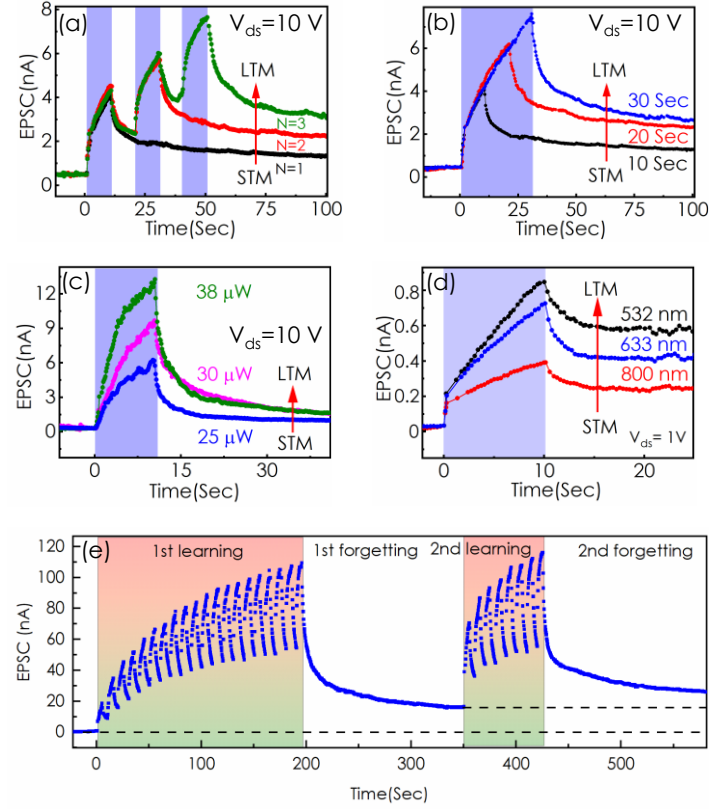 (a)
V_ds=10 V
LTM
N=3
N=2
N=1
STM
EPSC(nA)
8
6
4
2
0
0
25
50
75
100
Time(Sec)
(b)
V_ds=10 V
LTM
30 Sec
20 Sec
10 Sec
STM
EPSC(nA)
6
4
2
0
0
25
50
75
100
Time(Sec)
(c)
38 μW
V_ds=10 V
30 μW
LTM
25 μW
STM
EPSC(nA)
12
9
6
3
0
0
15
30
Time(Sec)
(d)
LTM
532 nm
633 nm
800 nm
STM
V_ds= 1V
EPSC(nA)
0.8
0.6
0.4
0.2
0.0
0
10
20
Time(Sec)
(e)
1st learning
1st forgetting
2nd learning
2nd forgetting
EPSC (nA)
120
100
80
60
40
20
0
0
100
200
300
400
500
Time(Sec)